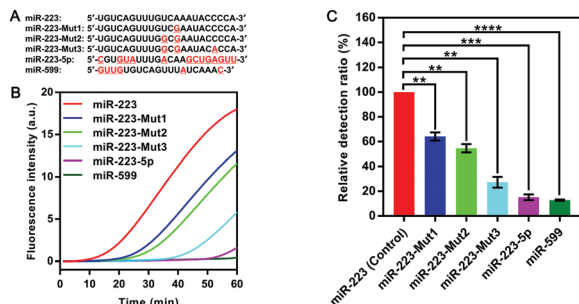 A
miR-223: 5'-UGUCAGUUUGUCAAAUACCCCA-3'
miR-223-Mut1: 5'-UGUCAGUUUGUCGAAUACCCCA-3'
miR-223-Mut2: 5'-UGUCAGUUUGGCGAAUACCCCA-3'
miR-223-Mut3: 5'-UGUCAGUUUGGCGAAUACACCA-3'
miR-223-5p: 5'-CGUGUAUUUGACAAGCUGAGUU-3'
miR-599: 5'-GUUGUGUCAGUUUAUCAAAC-3'
B
Fluorescence Intensity (a.u.)
20
15
10
5
0
miR-223
miR-223-Mut1
miR-223-Mut2
miR-223-Mut3
miR-223-5p
miR-599
0 10 20 30 40 50 60
Time (min)
C
Relative detection ratio (%)
160
140
120
100
80
60
40
20
0
****
***
**
**
**
miR-223 (Control)
miR-223-Mut1
miR-223-Mut2
miR-223-Mut3
miR-223-5p
miR-599